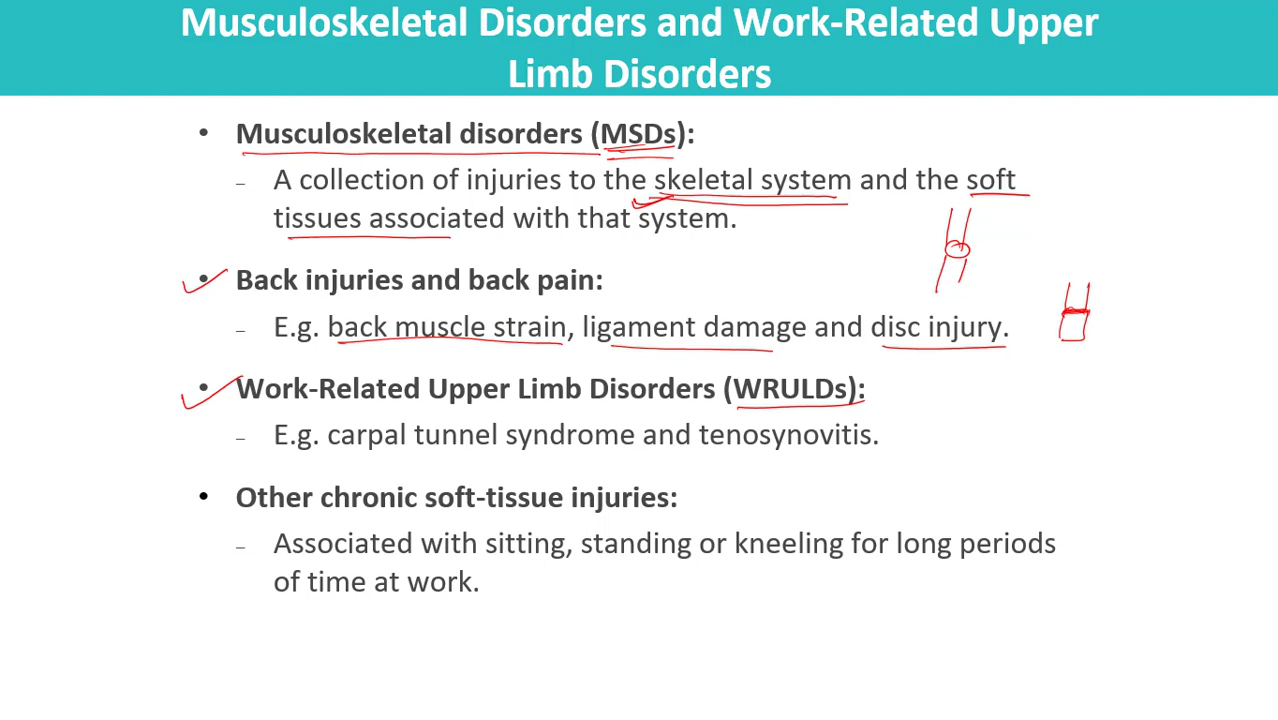 Musculoskeletal Disorders and Work-Related Upper
Limb Disorders
• Musculoskeletal disorders (MSDs):
– A collection of injuries to the skeletal system and the soft
tissues associated with that system.
• Back injuries and back pain:
– E.g. back muscle strain, ligament damage and disc injury.
• Work-Related Upper Limb Disorders (WRULDs):
– E.g. carpal tunnel syndrome and tenosynovitis.
• Other chronic soft-tissue injuries:
– Associated with sitting, standing or kneeling for long periods
of time at work.